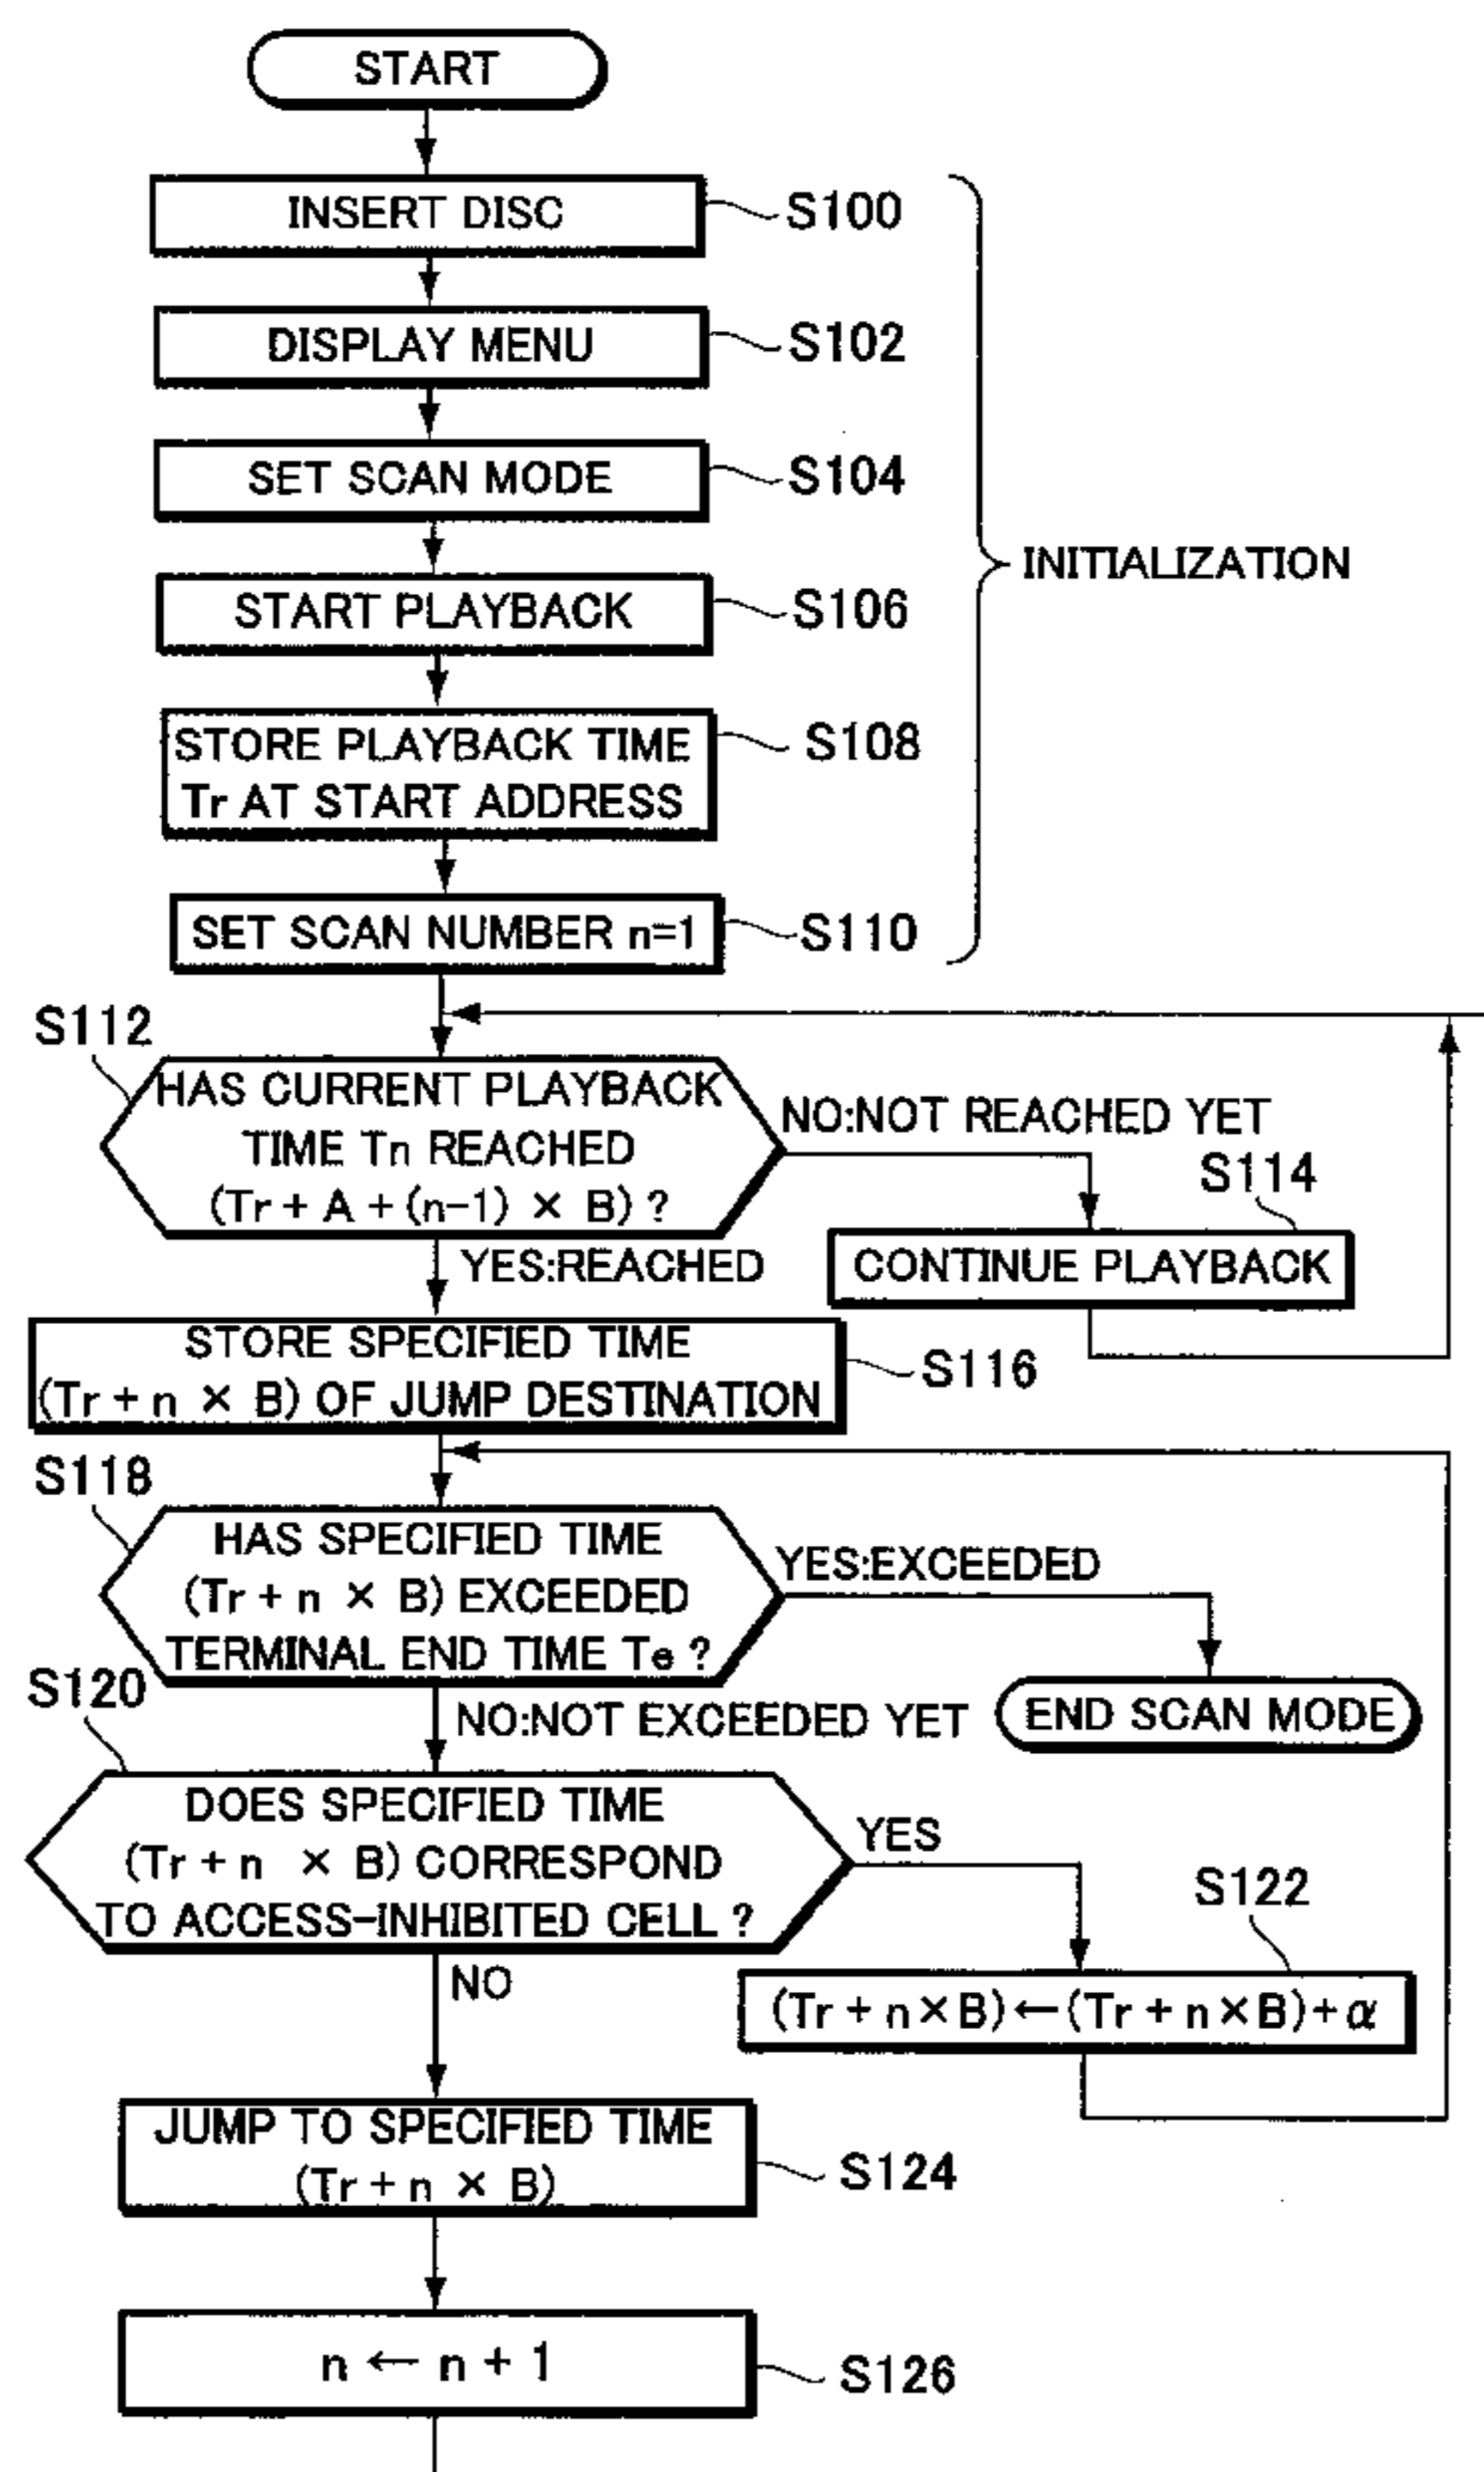 START
INSERT DISC
S100
DISPLAY MENU
S102
SET SCAN MODE
S104
INITIALIZATION
START PLAYBACK
S106
STORE PLAYBACK TIME
Tr AT START ADDRESS
S108
SET SCAN NUMBER n=1
S110
S112
HAS CURRENT PLAYBACK
TIME Tn REACHED
(Tr + A + (n-1) × B) ?
NO:NOT REACHED YET
S114
CONTINUE PLAYBACK
YES:REACHED
STORE SPECIFIED TIME
(Tr + n × B) OF JUMP DESTINATION
S116
S118
HAS SPECIFIED TIME
(Tr + n × B) EXCEEDED
TERMINAL END TIME Te ?
YES:EXCEEDED
END SCAN MODE
NO:NOT EXCEEDED YET
S120
DOES SPECIFIED TIME
(Tr + n × B) CORRESPOND
TO ACCESS-INHIBITED CELL ?
YES
S122
(Tr + n × B) ← (Tr + n × B) + α
NO
JUMP TO SPECIFIED TIME
(Tr + n × B)
S124
n ← n + 1
S126